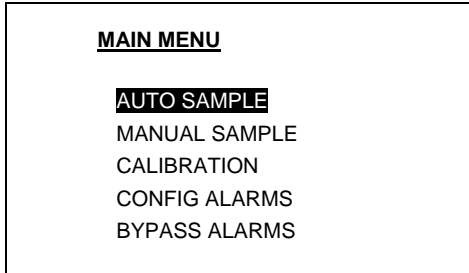 MAIN MENU
AUTO SAMPLE
MANUAL SAMPLE
CALIBRATION
CONFIG ALARMS
BYPASS ALARMS